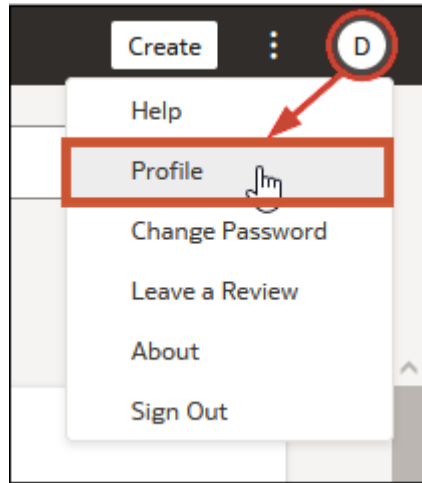 Create D
Help
Profile
Change Password
Leave a Review
About
Sign Out